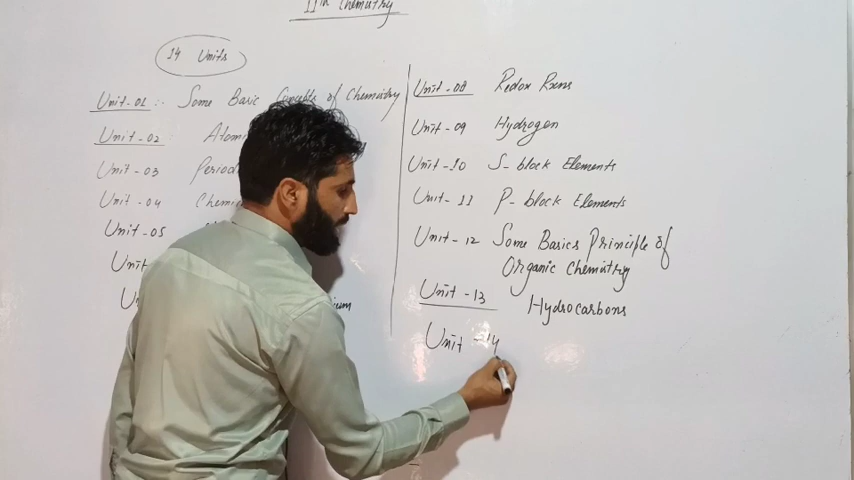 11th Chemistry
14 Units
Unit-01:- Some Basic Concepts of Chemistry
Unit-02
Unit-03
Unit-04
Unit-05
Unit
Unit-08 Redox Rxns
Unit-09 Hydrogen
Unit-10 S-block Elements
Unit-11 P-block Elements
Unit-12 Some Basics Principle of
Organic Chemistry
Unit-13 Hydrocarbons
Unit-14